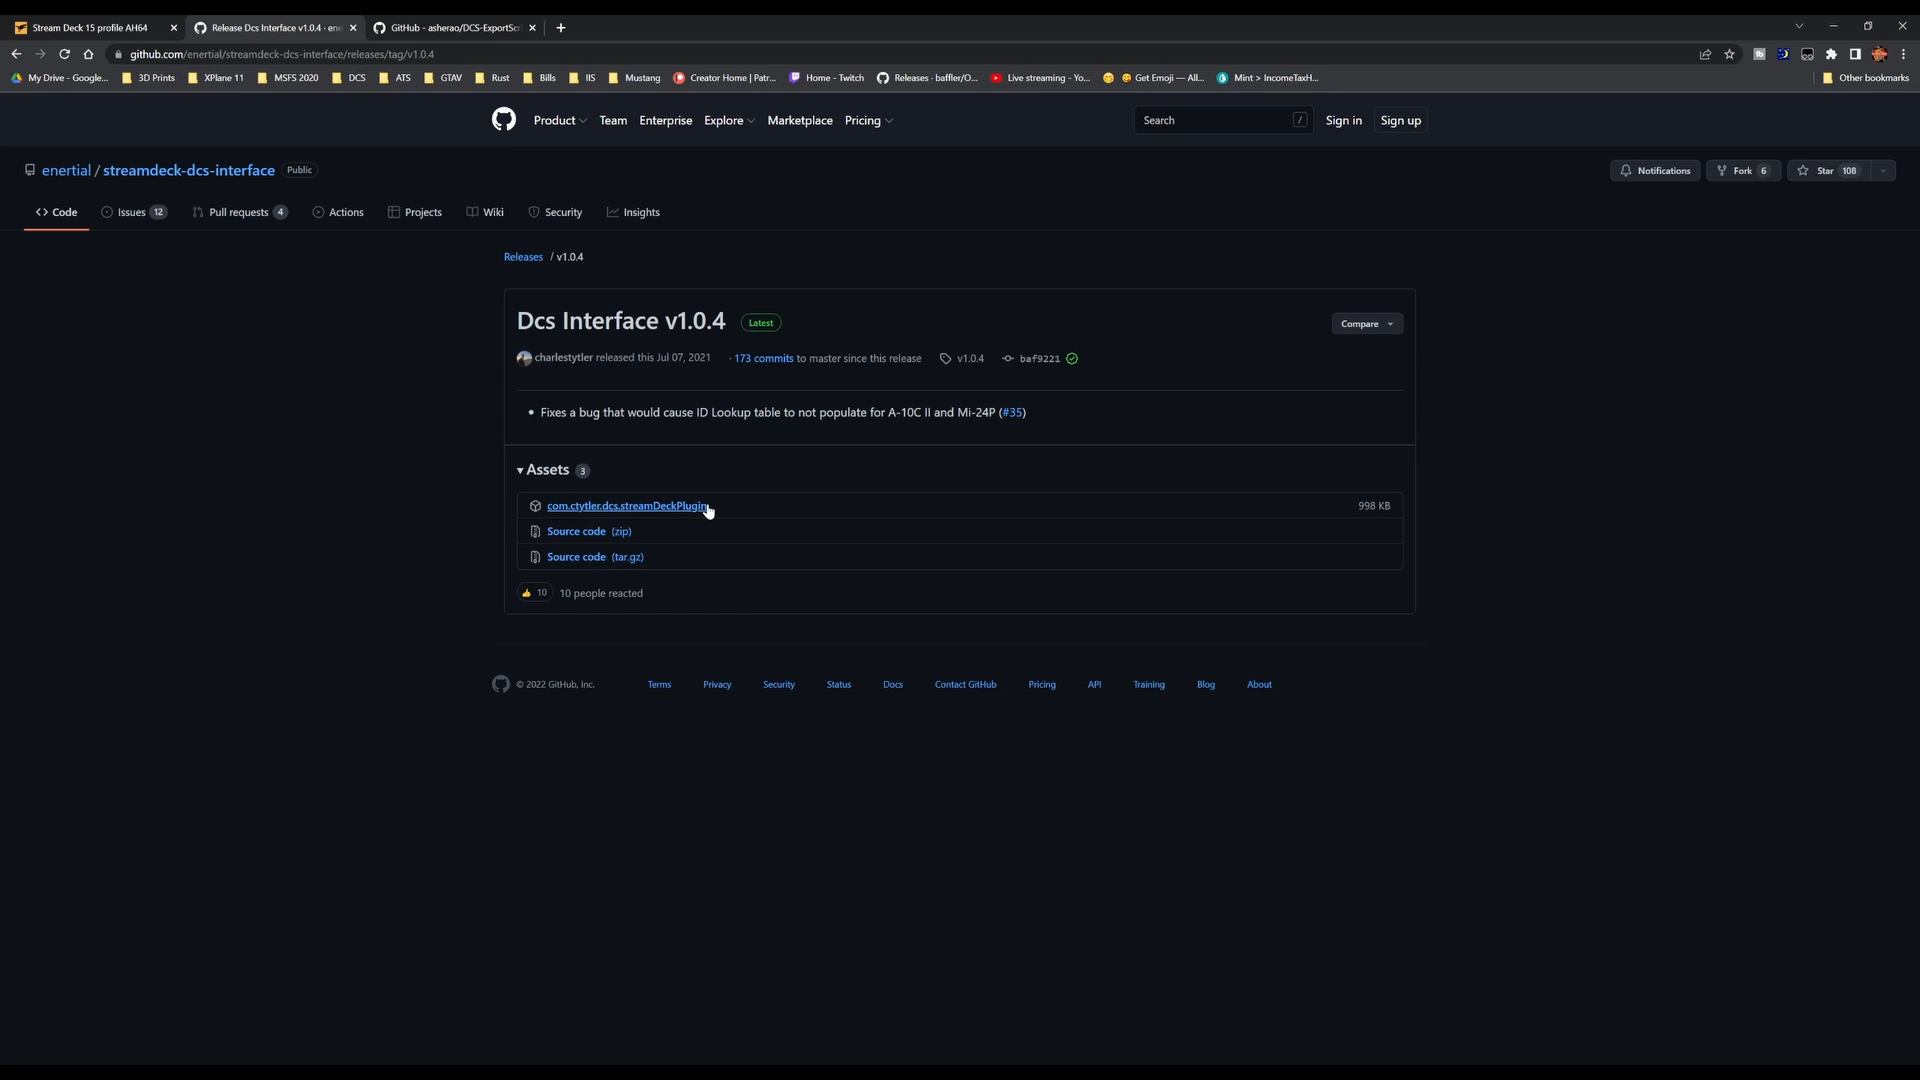 Stream Deck 15 profile AH64
Release Dcs Interface v1.0.4 · ene
GitHub - asherao/DCS-ExportScri
github.com/enertial/streamdeck-dcs-interface/releases/tag/v1.0.4
My Drive - Google... 3D Prints XPlane 11 MSFS 2020 DCS ATS GTAV Rust Bills IIS Mustang Creator Home | Patr... Home - Twitch Releases · baffler/O... Live streaming - Yo... Get Emoji — All... Mint > IncomeTaxH... Other bookmarks
Product Team Enterprise Explore Marketplace Pricing Search / Sign in Sign up
enertial / streamdeck-dcs-interface Public Notifications Fork 6 Star 108
Code Issues 12 Pull requests 4 Actions Projects Wiki Security Insights
Releases / v1.0.4
Dcs Interface v1.0.4 Latest Compare
charlestytler released this Jul 07, 2021 · 173 commits to master since this release v1.0.4 baf9221
• Fixes a bug that would cause ID Lookup table to not populate for A-10C II and Mi-24P (#35)
Assets 3
com.ctytler.dcs.streamDeckPlugin 998 KB
Source code (zip)
Source code (tar.gz)
10 10 people reacted
© 2022 GitHub, Inc. Terms Privacy Security Status Docs Contact GitHub Pricing API Training Blog About